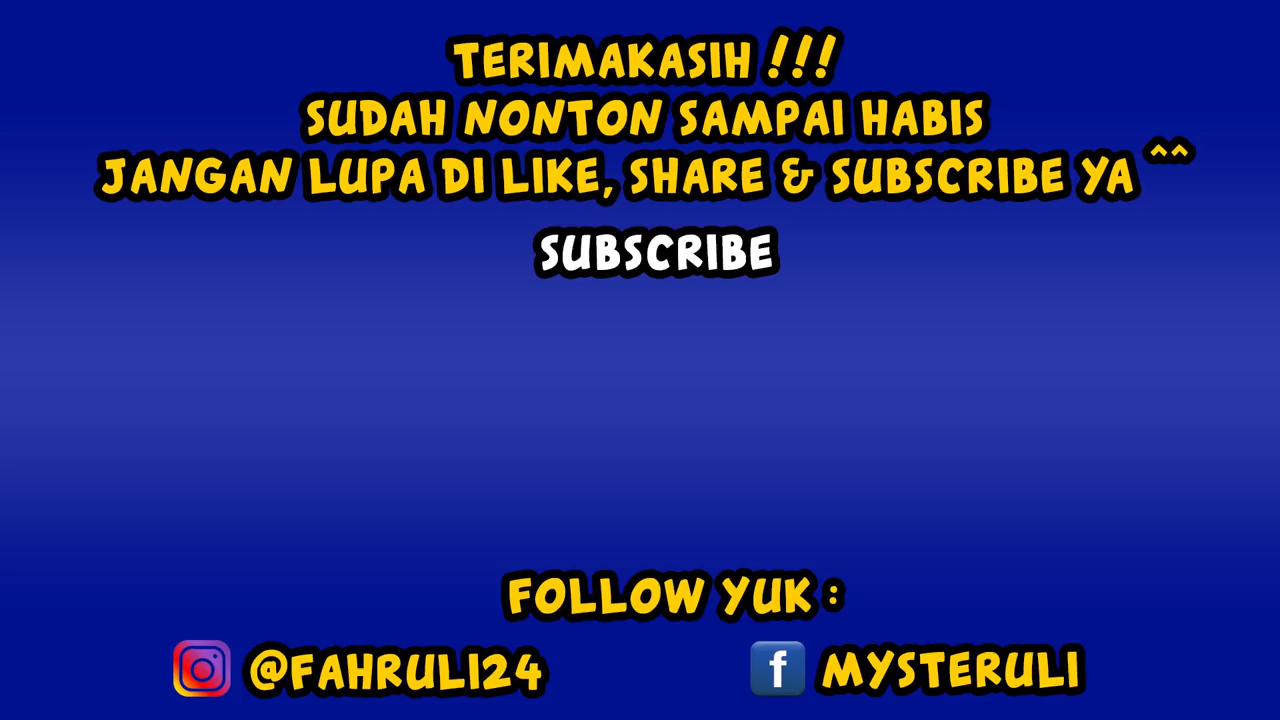 TERIMAKASIH !!!
SUDAH NONTON SAMPAI HABIS
JANGAN LUPA DI LIKE, SHARE & SUBSCRIBE YA ^^
SUBSCRIBE
FOLLOW YUK :
@FAHRULI24
f MYSTERULI